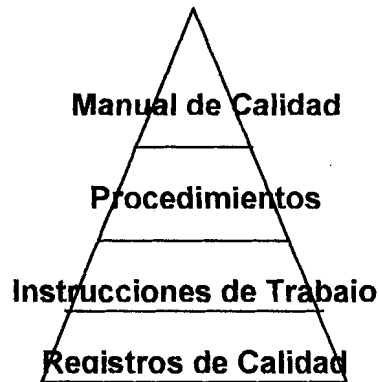 Manual de Calidad
Procedimientos
Instrucciones de Trabajo
Registros de Calidad